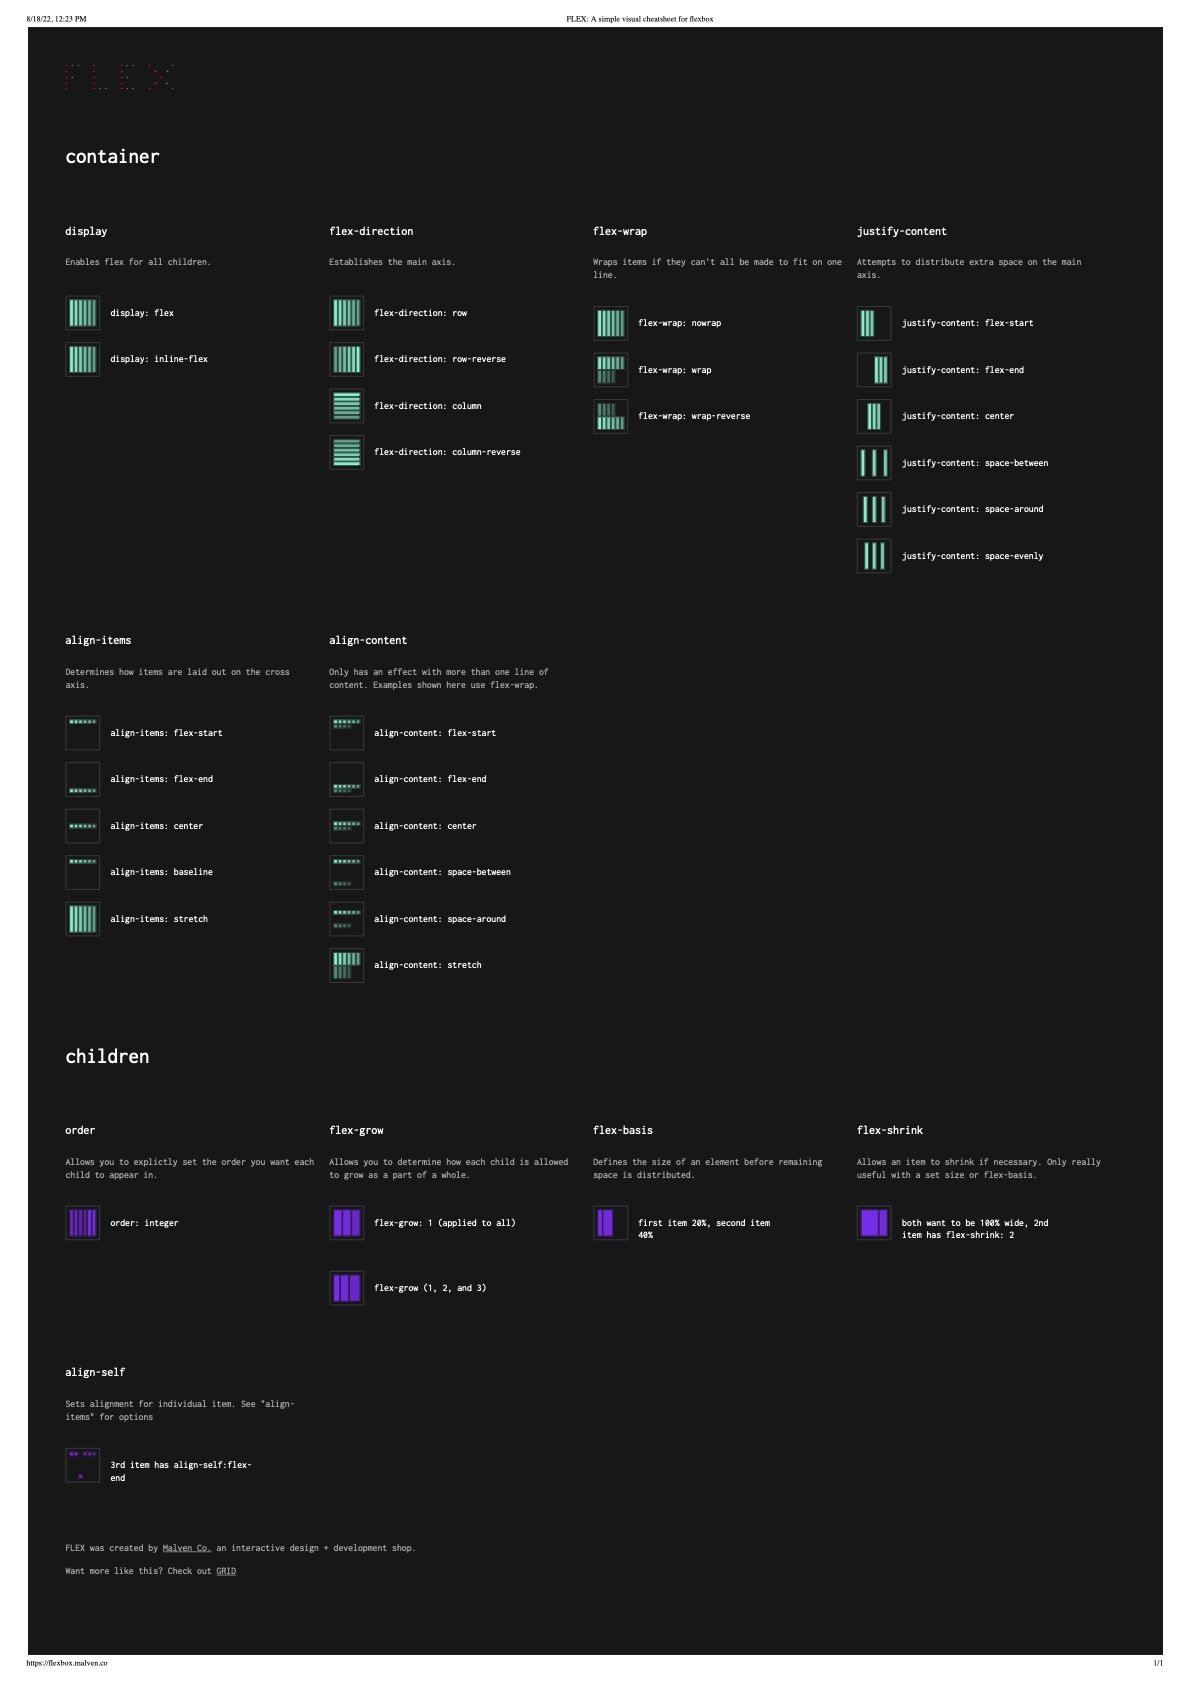 8/18/22, 12:23 PM
FLEX: A simple visual cheatsheet for flexbox
FLEX
container
display
Enables flex for all children.
display: flex
display: inline-flex
flex-direction
Establishes the main axis.
flex-direction: row
flex-direction: row-reverse
flex-direction: column
flex-direction: column-reverse
flex-wrap
Wraps items if they can't all be made to fit on one
line.
flex-wrap: nowrap
flex-wrap: wrap
flex-wrap: wrap-reverse
justify-content
Attempts to distribute extra space on the main
axis.
justify-content: flex-start
justify-content: flex-end
justify-content: center
justify-content: space-between
justify-content: space-around
justify-content: space-evenly
align-items
Determines how items are laid out on the cross
axis.
align-items: flex-start
align-items: flex-end
align-items: center
align-items: baseline
align-items: stretch
align-content
Only has an effect with more than one line of
content. Examples shown here use flex-wrap.
align-content: flex-start
align-content: flex-end
align-content: center
align-content: space-between
align-content: space-around
align-content: stretch
children
order
Allows you to explictly set the order you want each
child to appear in.
order: integer
flex-grow
Allows you to determine how each child is allowed
to grow as a part of a whole.
flex-grow: 1 (applied to all)
flex-grow (1, 2, and 3)
flex-basis
Defines the size of an element before remaining
space is distributed.
first item 20%, second item
40%
flex-shrink
Allows an item to shrink if necessary. Only really
useful with a set size or flex-basis.
both want to be 100% wide, 2nd
item has flex-shrink: 2
align-self
Sets alignment for individual item. See "align-
items" for options
3rd item has align-self:flex-
end
FLEX was created by Malven Co. an interactive design + development shop.
Want more like this? Check out GRID
https://flexbox.malven.co
1/1